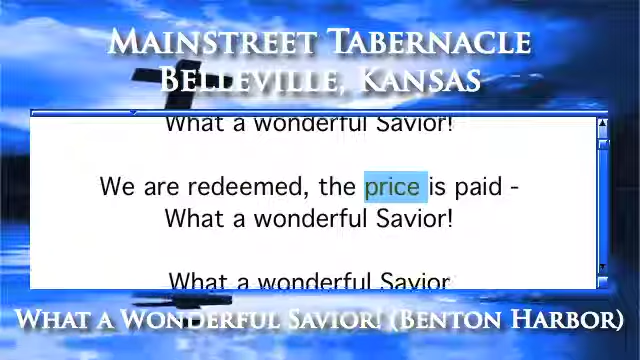 Mainstreet Tabernacle
Belleville, Kansas
What a wonderful Savior!
We are redeemed, the price is paid -
What a wonderful Savior!
What a wonderful Savior
What a Wonderful Savior! (Benton Harbor)